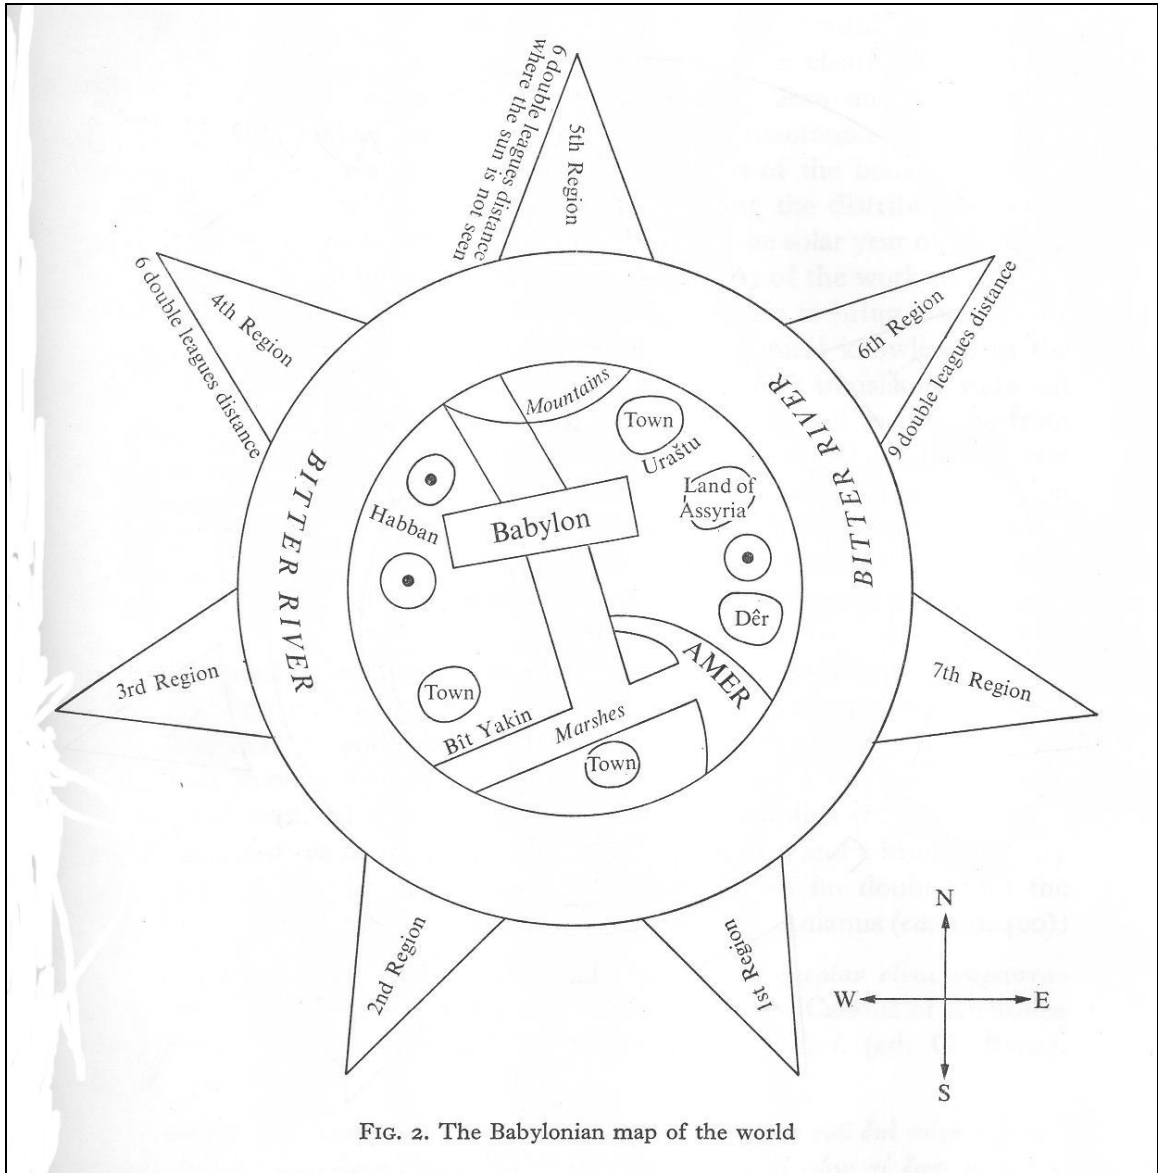 6 double leagues distance
where the sun is not seen
5th Region
4th Region
6 double leagues distance
6th Region
9 double leagues distance
BITTER RIVER
BITTER RIVER
Mountains
Town
Uraštu
Land of
Assyria
Habban
Babylon
Dêr
AMER
Town
Bît Yakin
Marshes
Town
3rd Region
7th Region
2nd Region
1st Region
N
W
E
S
FIG. 2. The Babylonian map of the world